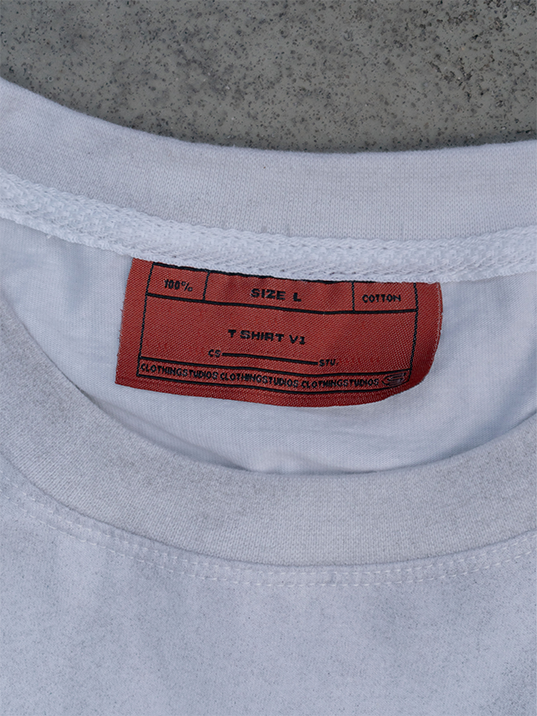 100% SIZE L COTTON
T SHIRT V1
CS STU.
CLOTHINGSTUDIOS.CLOTHINGSTUDIOS.CLOTHINGSTUDIOS